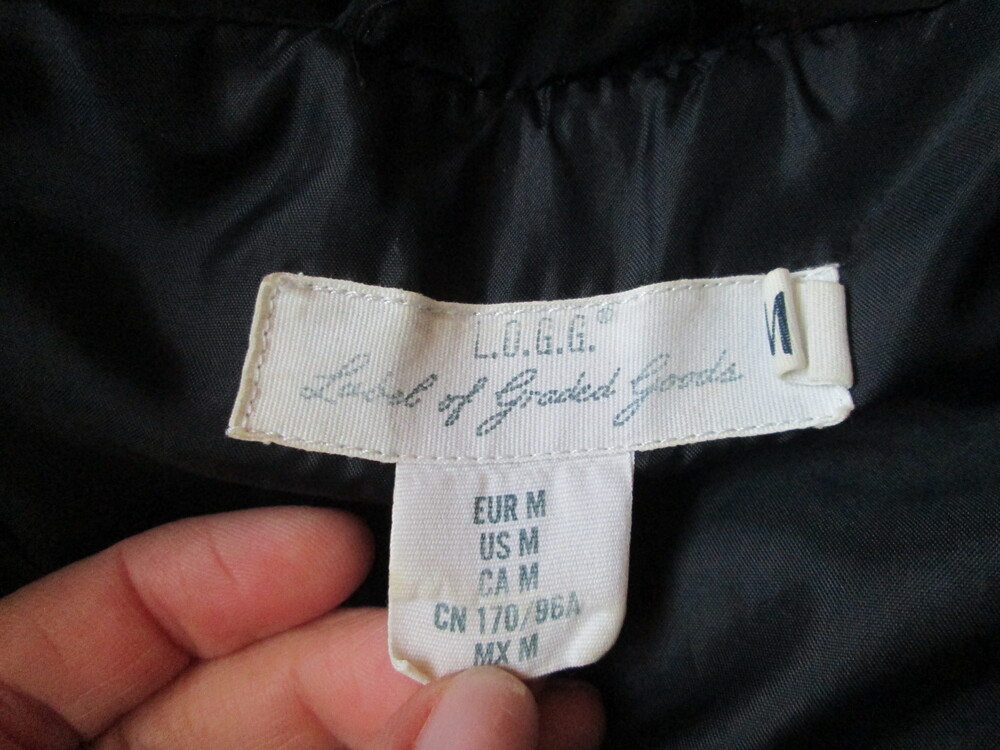 L.O.G.G.®
Label of Graded Goods
M
EUR M
US M
CA M
CN 170/96A
MX M